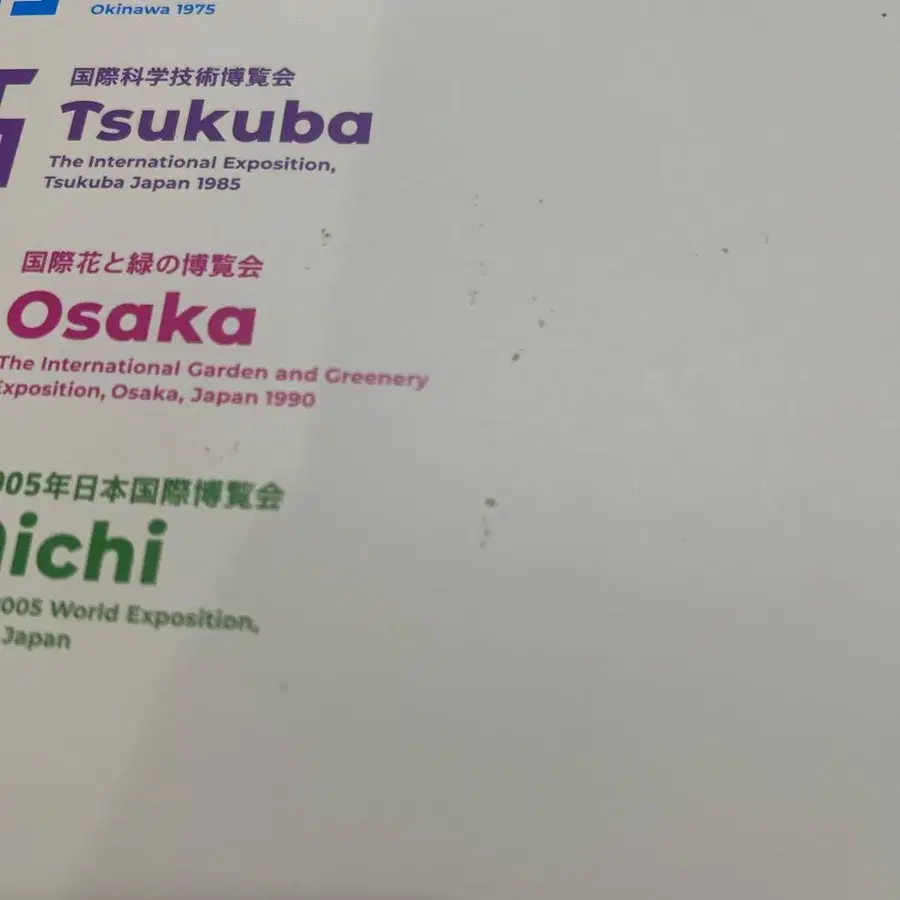 Okinawa 1975
国際科学技術博覧会
Tsukuba
The International Exposition,
Tsukuba Japan 1985
国際花と緑の博覧会
Osaka
The International Garden and Greenery
Exposition, Osaka, Japan 1990
005年日本国際博覧会
Aichi
005 World Exposition,
Japan